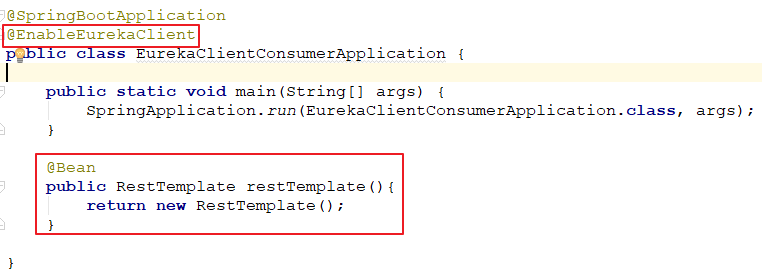 @SpringBootApplication
@EnableEurekaClient
public class EurekaClientConsumerApplication {
public static void main(String[] args) {
SpringApplication.run(EurekaClientConsumerApplication.class, args);
}
@Bean
public RestTemplate restTemplate(){
return new RestTemplate();
}
}